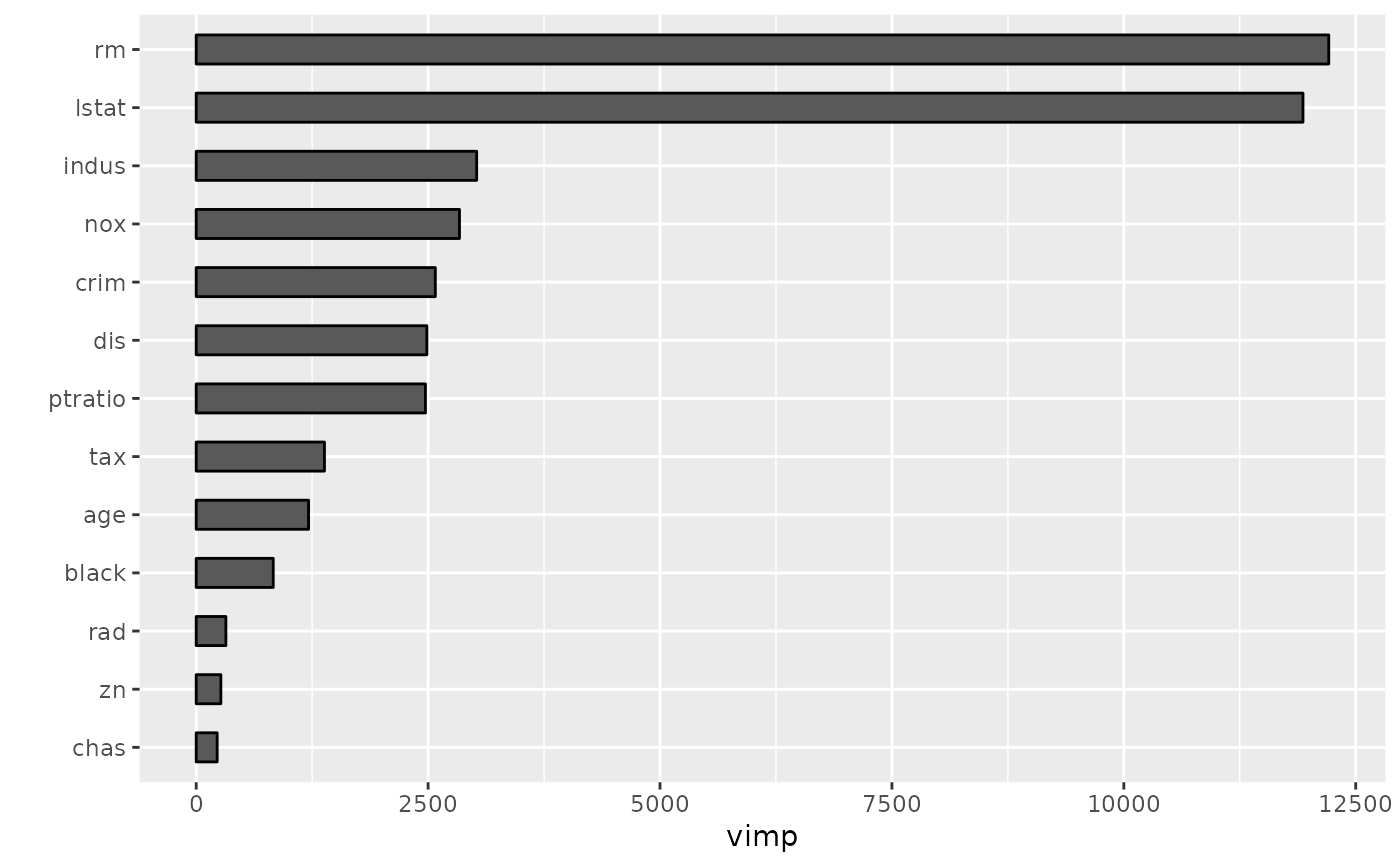 rm
lstat
indus
nox
crim
dis
ptratio
tax
age
black
rad
zn
chas
0 2500 5000 7500 10000 12500
vimp